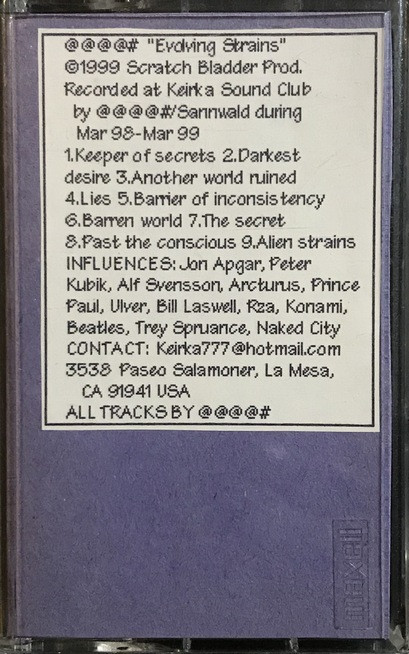 @@@@# "Evolving Strains"
©1999 Scratch Bladder Prod.
Recorded at Keirka Sound Club
by @@@@#/Sannwald during
Mar 98-Mar 99
1.Keeper of secrets 2.Darkest
desire 3.Another world ruined
4.Lies 5.Barrier of inconsistency
6.Barren world 7.The secret
8.Past the conscious 9.Alien strains
INFLUENCES: Jon Apgar, Peter
Kubik, Alf Svensson, Arcturus, Prince
Paul, Ulver, Bill Laswell, Rza, Konami,
Beatles, Trey Spruance, Naked City
CONTACT: Keirka777@hotmail.com
3538 Paseo Salamoner, La Mesa,
CA 91941 USA
ALL TRACKS BY @@@@#
maxell